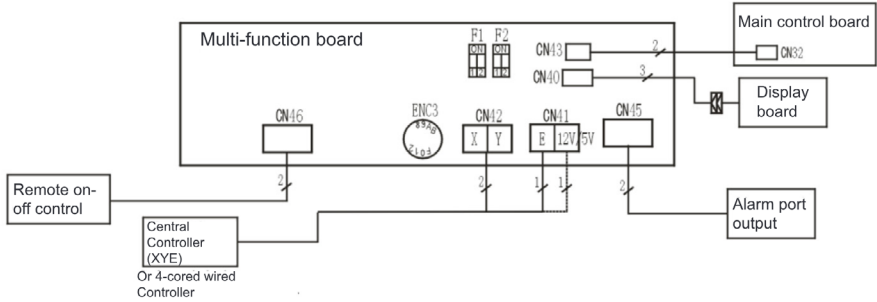 Main control board
CN32
Multi-function board
F1 F2
ON ON
1 2 1 2
CN43
2
CN40
3
Display
board
CN46
ENC3
CN42
X Y
CN41
E 12V/5V
CN45
2
2
1
1
2
Remote on-
off control
Central
Controller
(XYE)
Or 4-cored wired
Controller
Alarm port
output